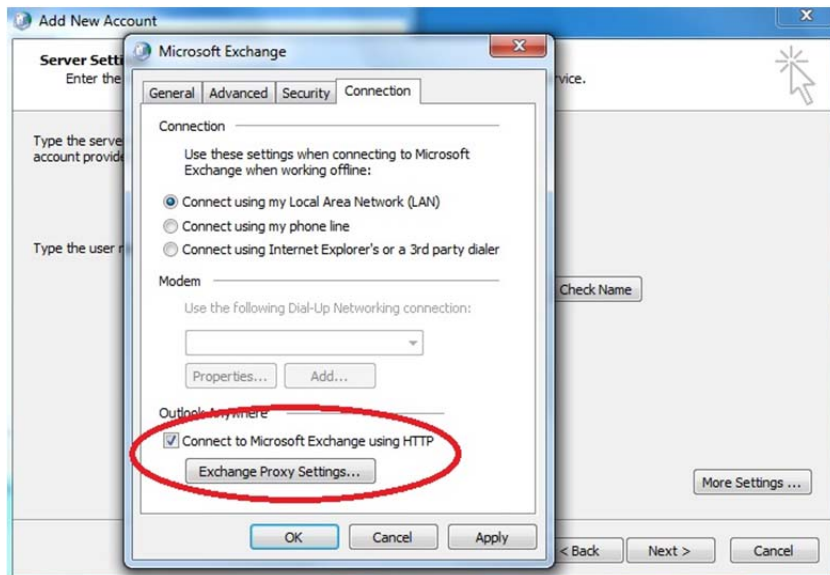 Add New Account
Microsoft Exchange
Server Setti
Enter the
rvice.
General Advanced Security Connection
Connection
Type the serve
account provide
Use these settings when connecting to Microsoft
Exchange when working offline:
Connect using my Local Area Network (LAN)
Connect using my phone line
Type the user
Connect using Internet Explorer's or a 3rd party dialer
Modem
Check Name
Use the following Dial-Up Networking connection:
Properties... Add...
Outlook Anywhere
Connect to Microsoft Exchange using HTTP
Exchange Proxy Settings...
More Settings ...
OK Cancel Apply
< Back Next > Cancel